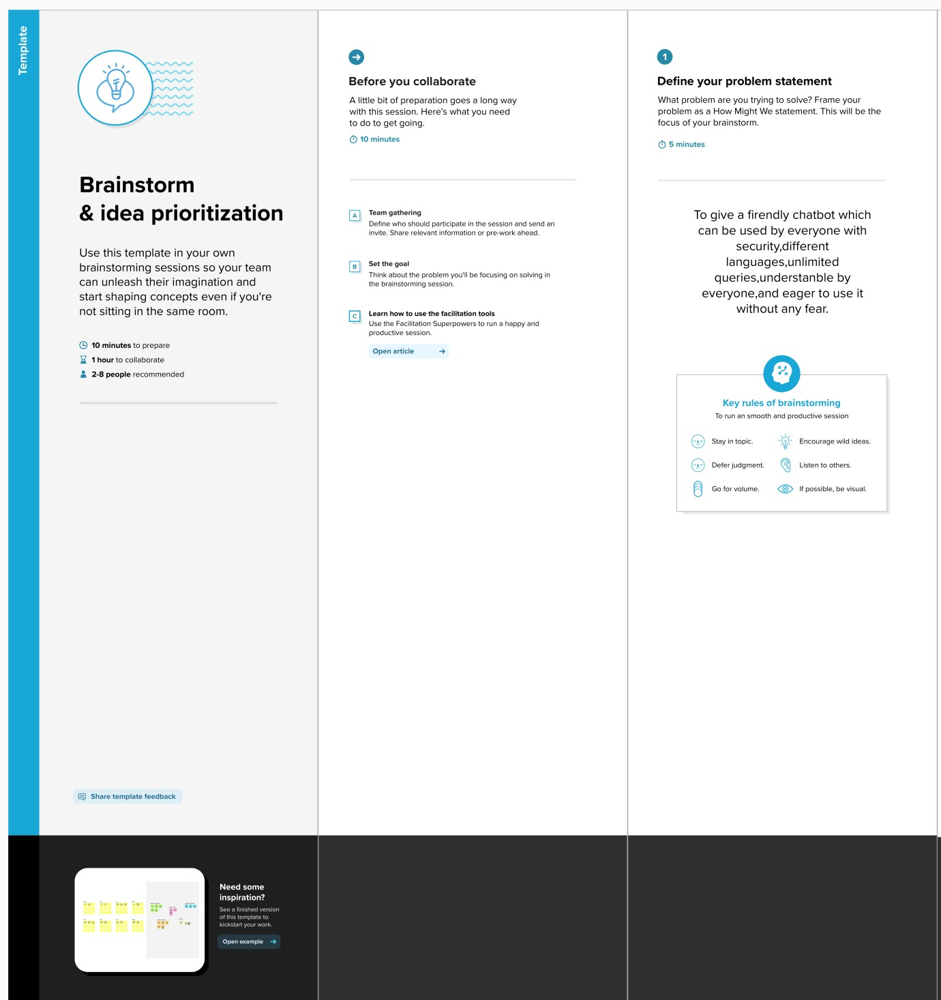 Template
Brainstorm
& idea prioritization
Use this template in your own
brainstorming sessions so your team
can unleash their imagination and
start shaping concepts even if you're
not sitting in the same room.
10 minutes to prepare
1 hour to collaborate
2-8 people recommended
Share template feedback
Need some
inspiration?
See a finished version
of this template to
kickstart your work.
Open example
Before you collaborate
A little bit of preparation goes a long way
with this session. Here's what you need
to do to get going.
10 minutes
A
Team gathering
Define who should participate in the session and send an
invite. Share relevant information or pre-work ahead.
B
Set the goal
Think about the problem you'll be focusing on solving in
the brainstorming session.
C
Learn how to use the facilitation tools
Use the Facilitation Superpowers to run a happy and
productive session.
Open article
1
Define your problem statement
What problem are you trying to solve? Frame your
problem as a How Might We statement. This will be the
focus of your brainstorm.
5 minutes
To give a firendly chatbot which
can be used by everyone with
security,different
languages,unlimited
queries,understanble by
everyone,and eager to use it
without any fear.
Key rules of brainstorming
To run an smooth and productive session
Stay in topic.
Encourage wild ideas.
Defer judgment.
Listen to others.
Go for volume.
If possible, be visual.